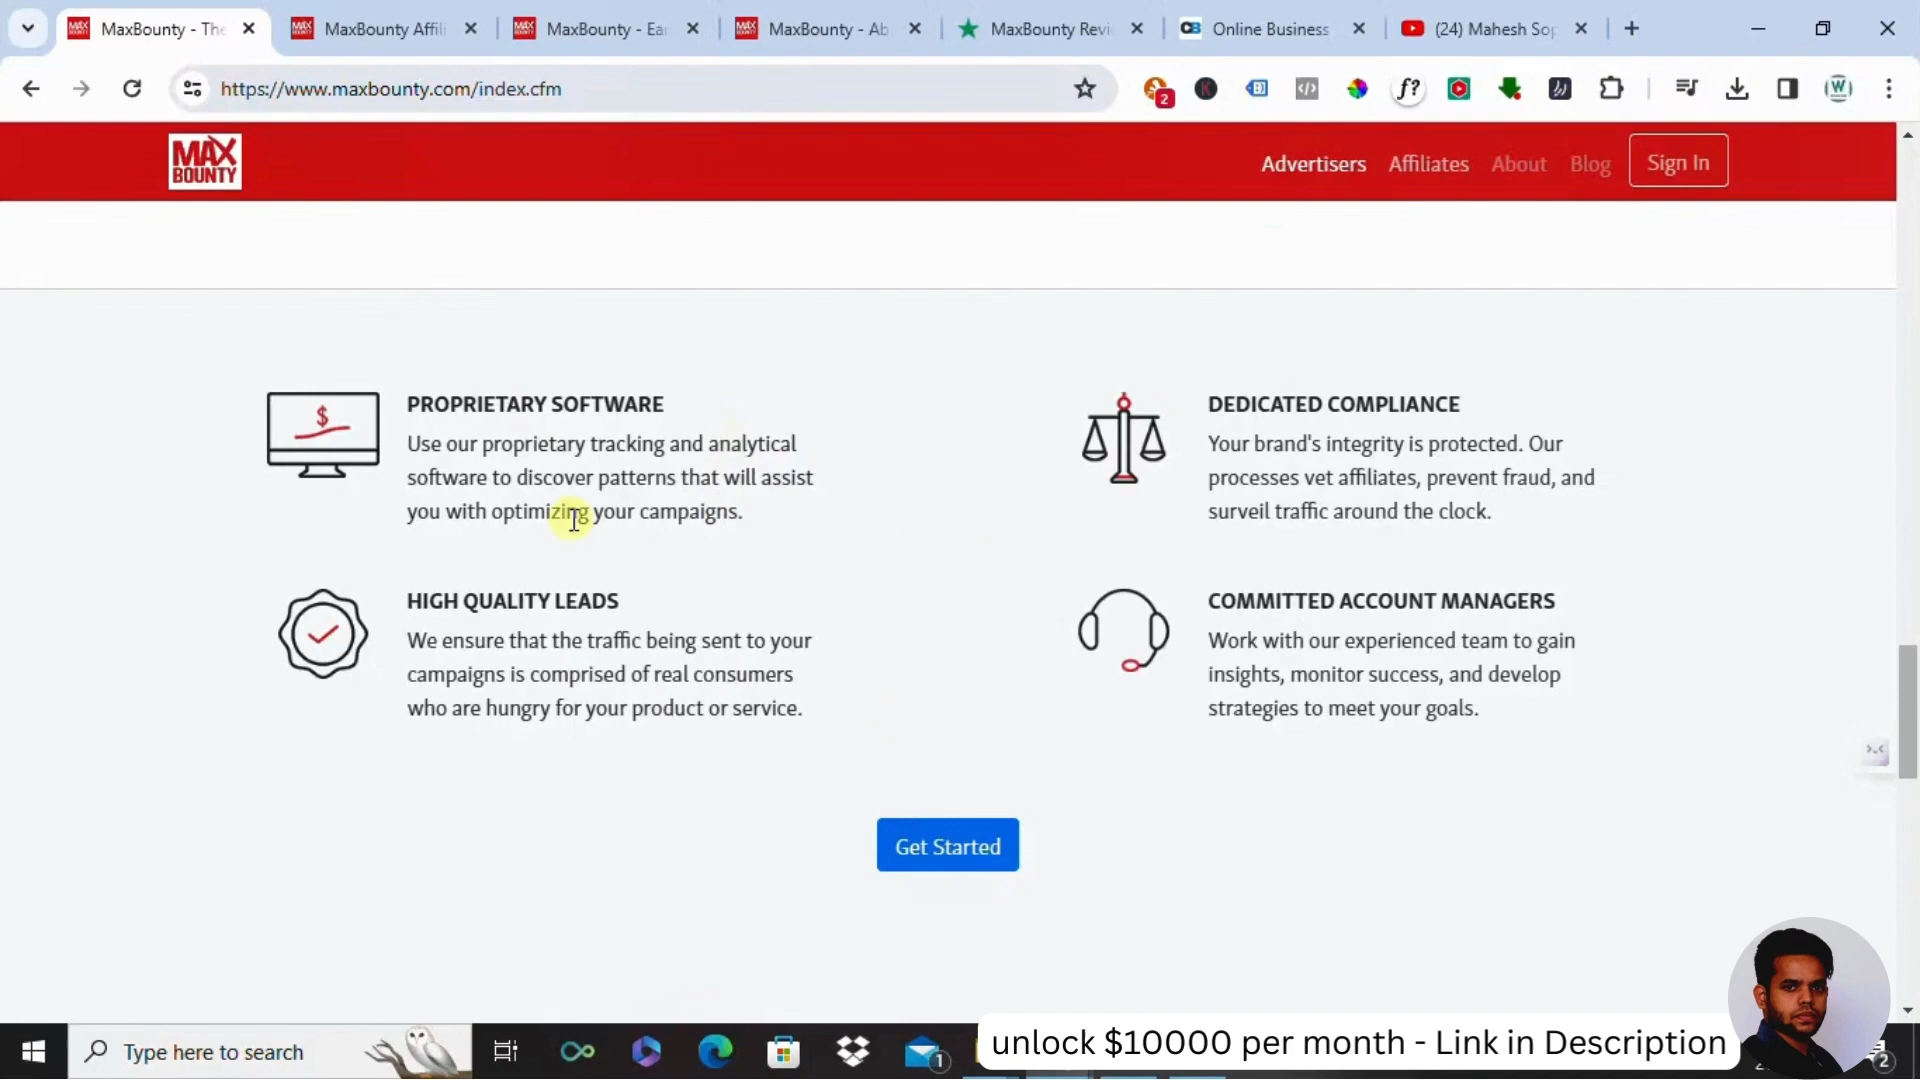 MaxBounty - The
MaxBounty Affili
MaxBounty - Ear
MaxBounty - Ab
MaxBounty Revi
CB
Online Business
(24) Mahesh Sop
https://www.maxbounty.com/index.cfm
2
K
f?
W
MAX
BOUNTY
Advertisers
Affiliates
About
Blog
Sign In
$
PROPRIETARY SOFTWARE
Use our proprietary tracking and analytical
software to discover patterns that will assist
you with optimizing your campaigns.
DEDICATED COMPLIANCE
Your brand's integrity is protected. Our
processes vet affiliates, prevent fraud, and
surveil traffic around the clock.
HIGH QUALITY LEADS
We ensure that the traffic being sent to your
campaigns is comprised of real consumers
who are hungry for your product or service.
COMMITTED ACCOUNT MANAGERS
Work with our experienced team to gain
insights, monitor success, and develop
strategies to meet your goals.
Get Started
Type here to search
1
unlock $10000 per month - Link in Description
2